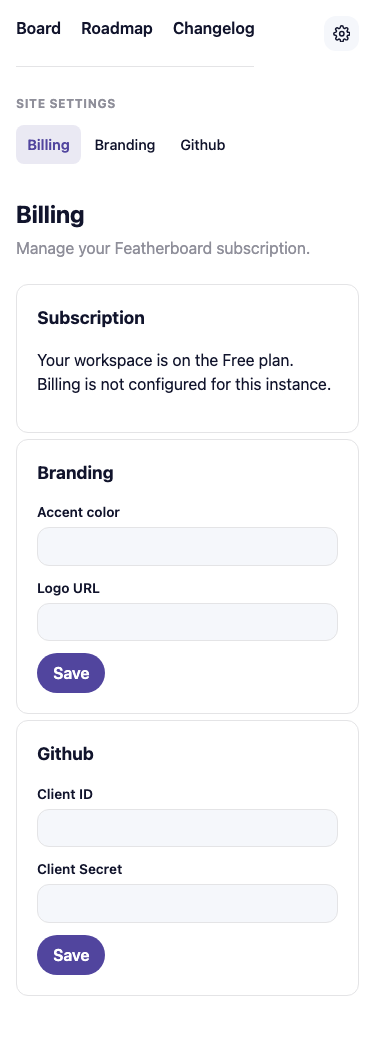 Board Roadmap Changelog
SITE SETTINGS
Billing Branding Github
Billing
Manage your Featherboard subscription.
Subscription
Your workspace is on the Free plan.
Billing is not configured for this instance.
Branding
Accent color
Logo URL
Save
Github
Client ID
Client Secret
Save